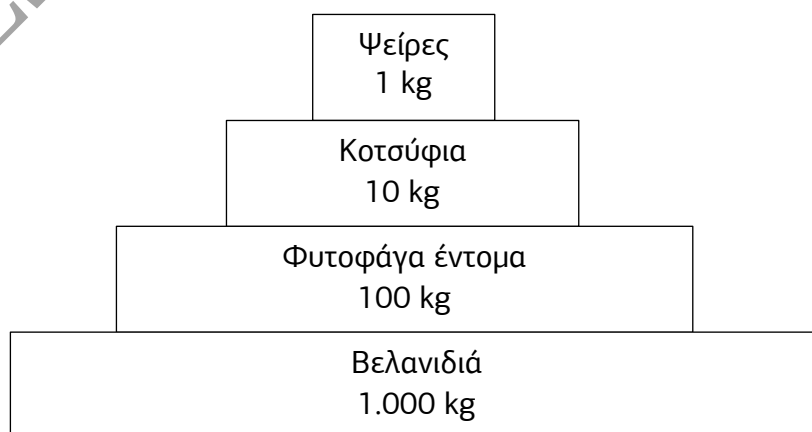 Ψείρες
1 kg
Κοτσύφια
10 kg
Φυτοφάγα έντομα
100 kg
Βελανιδιά
1.000 kg